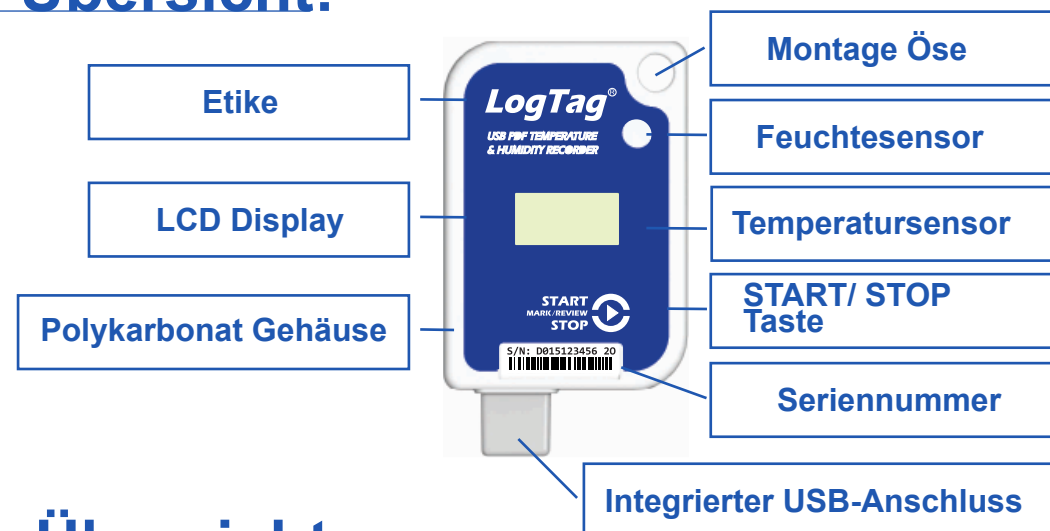 Übersicht:
Montage Öse
Etike
LogTag®
USB PDF TEMPERATURE
& HUMIDITY RECORDER
Feuchtesensor
LCD Display
Temperatursensor
START
MARK/REVIEW
STOP
START/ STOP
Taste
Polykarbonat Gehäuse
S/N: D015123456 20
Seriennummer
Integrierter USB-Anschluss
Übersicht